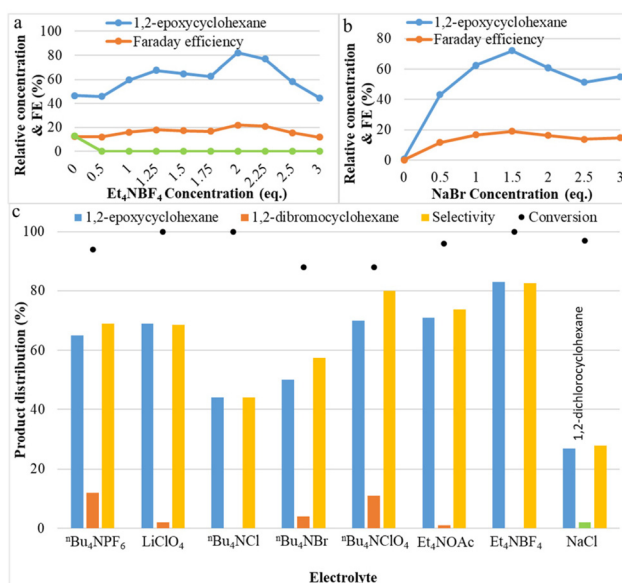 a
1,2-epoxycyclohexane
Faraday efficiency
Relative concentration
& FE (%)
100
80
60
40
20
0
0
0.5
1
1.25
1.5
1.75
2
2.25
2.5
3
Et₄NBF₄ Concentration (eq.)
b
1,2-epoxycyclohexane
Faraday efficiency
Relative concentration
& FE (%)
80
60
40
20
0
0
0.5
1
1.5
2
2.5
3
NaBr Concentration (eq.)
c
1,2-epoxycyclohexane
1,2-dibromocyclohexane
Selectivity
Conversion
Product distribution (%)
100
80
60
40
20
0
1,2-dichlorocyclohexane
ⁿBu₄NPF₆
LiClO₄
ⁿBu₄NCl
ⁿBu₄NBr
ⁿBu₄NClO₄
Et₄NOAc
Et₄NBF₄
NaCl
Electrolyte